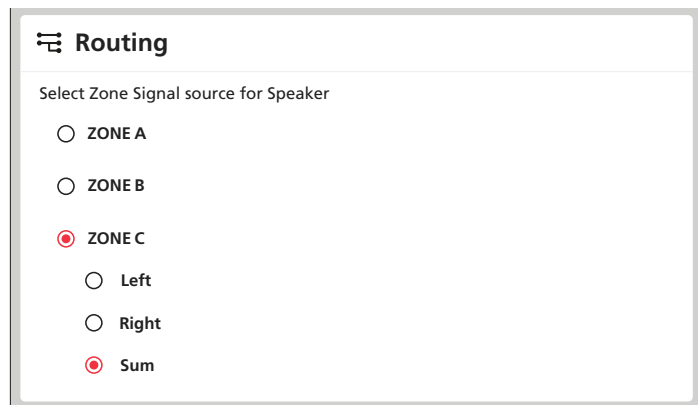 Routing
Select Zone Signal source for Speaker
ZONE A
ZONE B
ZONE C
Left
Right
Sum